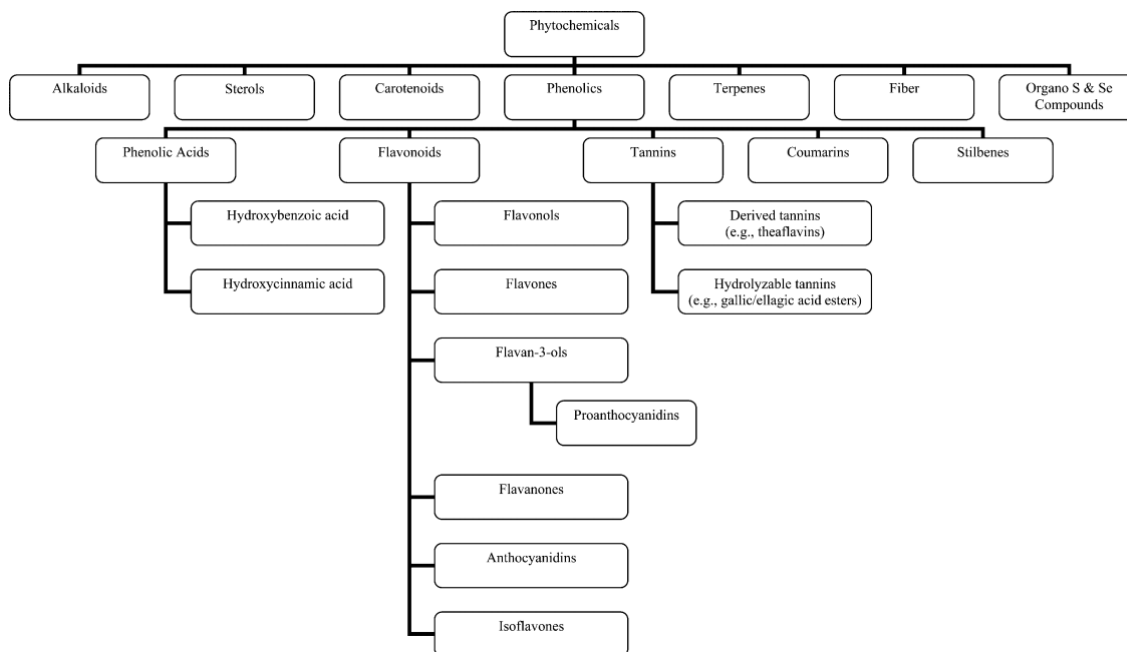 Phytochemicals
Alkaloids
Sterols
Carotenoids
Phenolics
Terpenes
Fiber
Organo S & Se
Compounds
Phenolic Acids
Flavonoids
Tannins
Coumarins
Stilbenes
Hydroxybenzoic acid
Hydroxycinnamic acid
Flavonols
Flavones
Flavan-3-ols
Proanthocyanidins
Flavanones
Anthocyanidins
Isoflavones
Derived tannins
(e.g., theaflavins)
Hydrolyzable tannins
(e.g., gallic/ellagic acid esters)